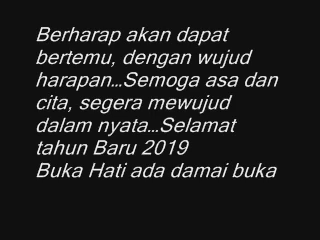 Berharap akan dapat
bertemu, dengan wujud
harapan...Semoga asa dan
cita, segera mewujud
dalam nyata...Selamat
tahun Baru 2019
Buka Hati ada damai buka